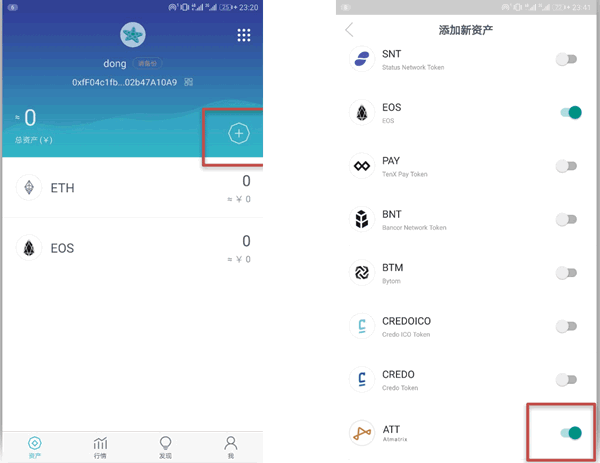 23:20
dong 请备份
0xfF04c1fb...02b47A10A9
≈ 0
总资产 (¥)
ETH 0
≈ ¥ 0
EOS 0
≈ ¥ 0
资产 行情 发现 我
23:41
添加新资产
SNT
Status Network Token
EOS
EOS
PAY
TenX Pay Token
BNT
Bancor Network Token
BTM
Bytom
CREDOICO
Credo ICO Token
CREDO
Credo Token
ATT
Atmatrix